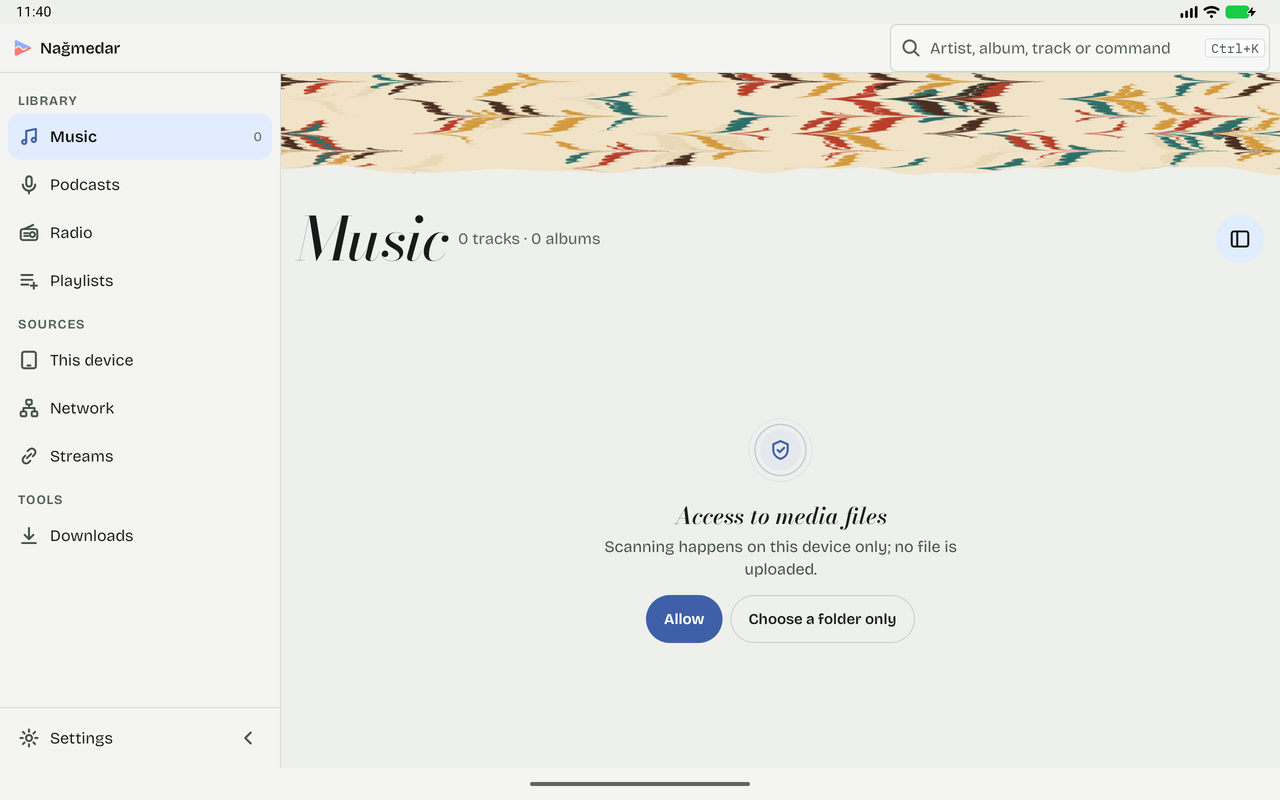 11:40
Nağmedar
Artist, album, track or command
Ctrl+K
LIBRARY
Music
0
Podcasts
Radio
Playlists
SOURCES
This device
Network
Streams
TOOLS
Downloads
Settings
Music
0 tracks · 0 albums
Access to media files
Scanning happens on this device only; no file is
uploaded.
Allow
Choose a folder only